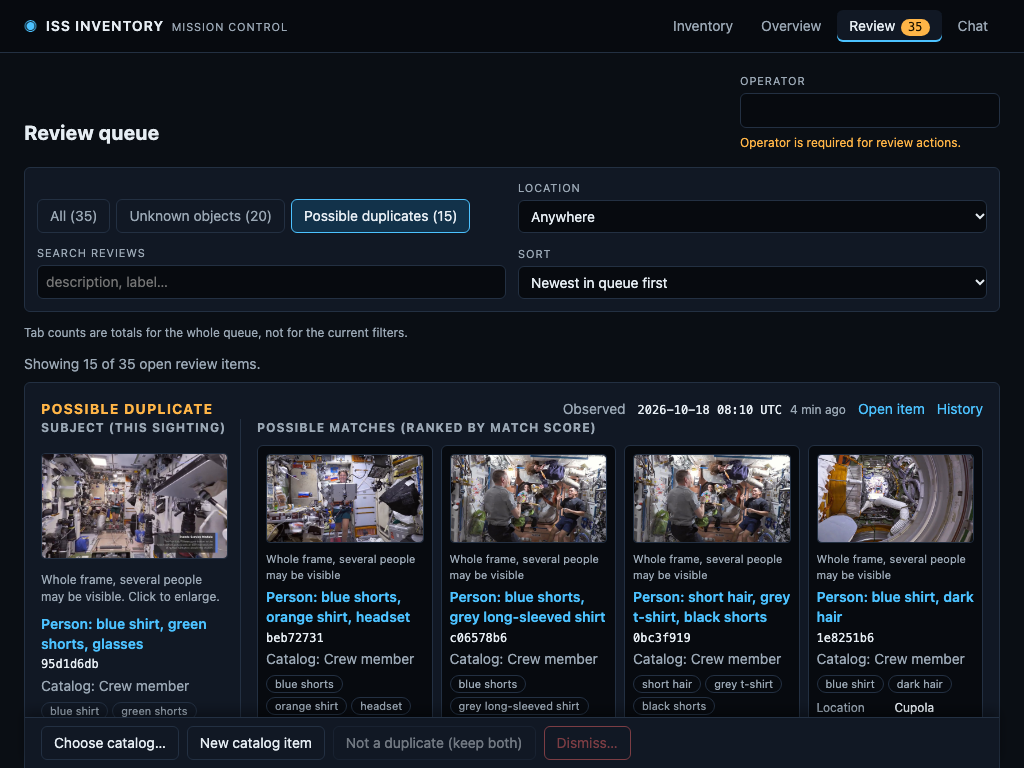 ISS INVENTORY MISSION CONTROL
Inventory Overview Review 35 Chat
OPERATOR
Review queue
Operator is required for review actions.
All (35) Unknown objects (20) Possible duplicates (15)
LOCATION
Anywhere
SEARCH REVIEWS
description, label...
SORT
Newest in queue first
Tab counts are totals for the whole queue, not for the current filters.
Showing 15 of 35 open review items.
POSSIBLE DUPLICATE
Observed 2026-10-18 08:10 UTC 4 min ago Open item History
SUBJECT (THIS SIGHTING)
Whole frame, several people
may be visible. Click to enlarge.
Person: blue shirt, green
shorts, glasses
95d1d6db
Catalog: Crew member
blue shirt green shorts
POSSIBLE MATCHES (RANKED BY MATCH SCORE)
Whole frame, several people
may be visible
Person: blue shorts,
orange shirt, headset
beb72731
Catalog: Crew member
blue shorts
orange shirt headset
Whole frame, several people
may be visible
Person: blue shorts,
grey long-sleeved shirt
c06578b6
Catalog: Crew member
blue shorts
grey long-sleeved shirt
Whole frame, several people
may be visible
Person: short hair, grey
t-shirt, black shorts
0bc3f919
Catalog: Crew member
short hair grey t-shirt
black shorts
Whole frame, several people
may be visible
Person: blue shirt, dark
hair
1e8251b6
Catalog: Crew member
blue shirt dark hair
Location Cupola
Choose catalog... New catalog item Not a duplicate (keep both) Dismiss...